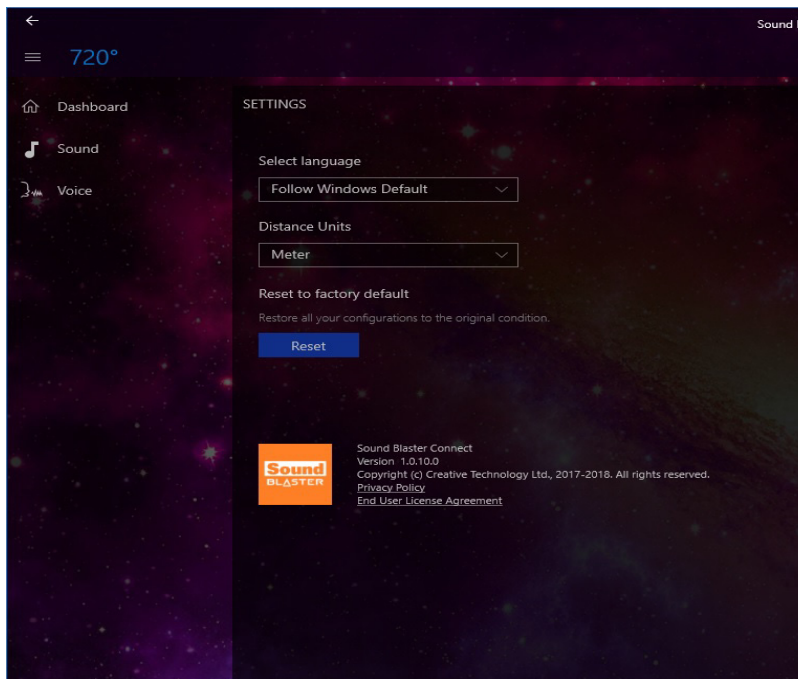 Sound
720°
Dashboard
Sound
Voice
SETTINGS
Select language
Follow Windows Default
Distance Units
Meter
Reset to factory default
Restore all your configurations to the original condition.
Reset
Sound BLASTER
Sound Blaster Connect
Version 1.0.10.0
Copyright (c) Creative Technology Ltd., 2017-2018. All rights reserved.
Privacy Policy
End User License Agreement